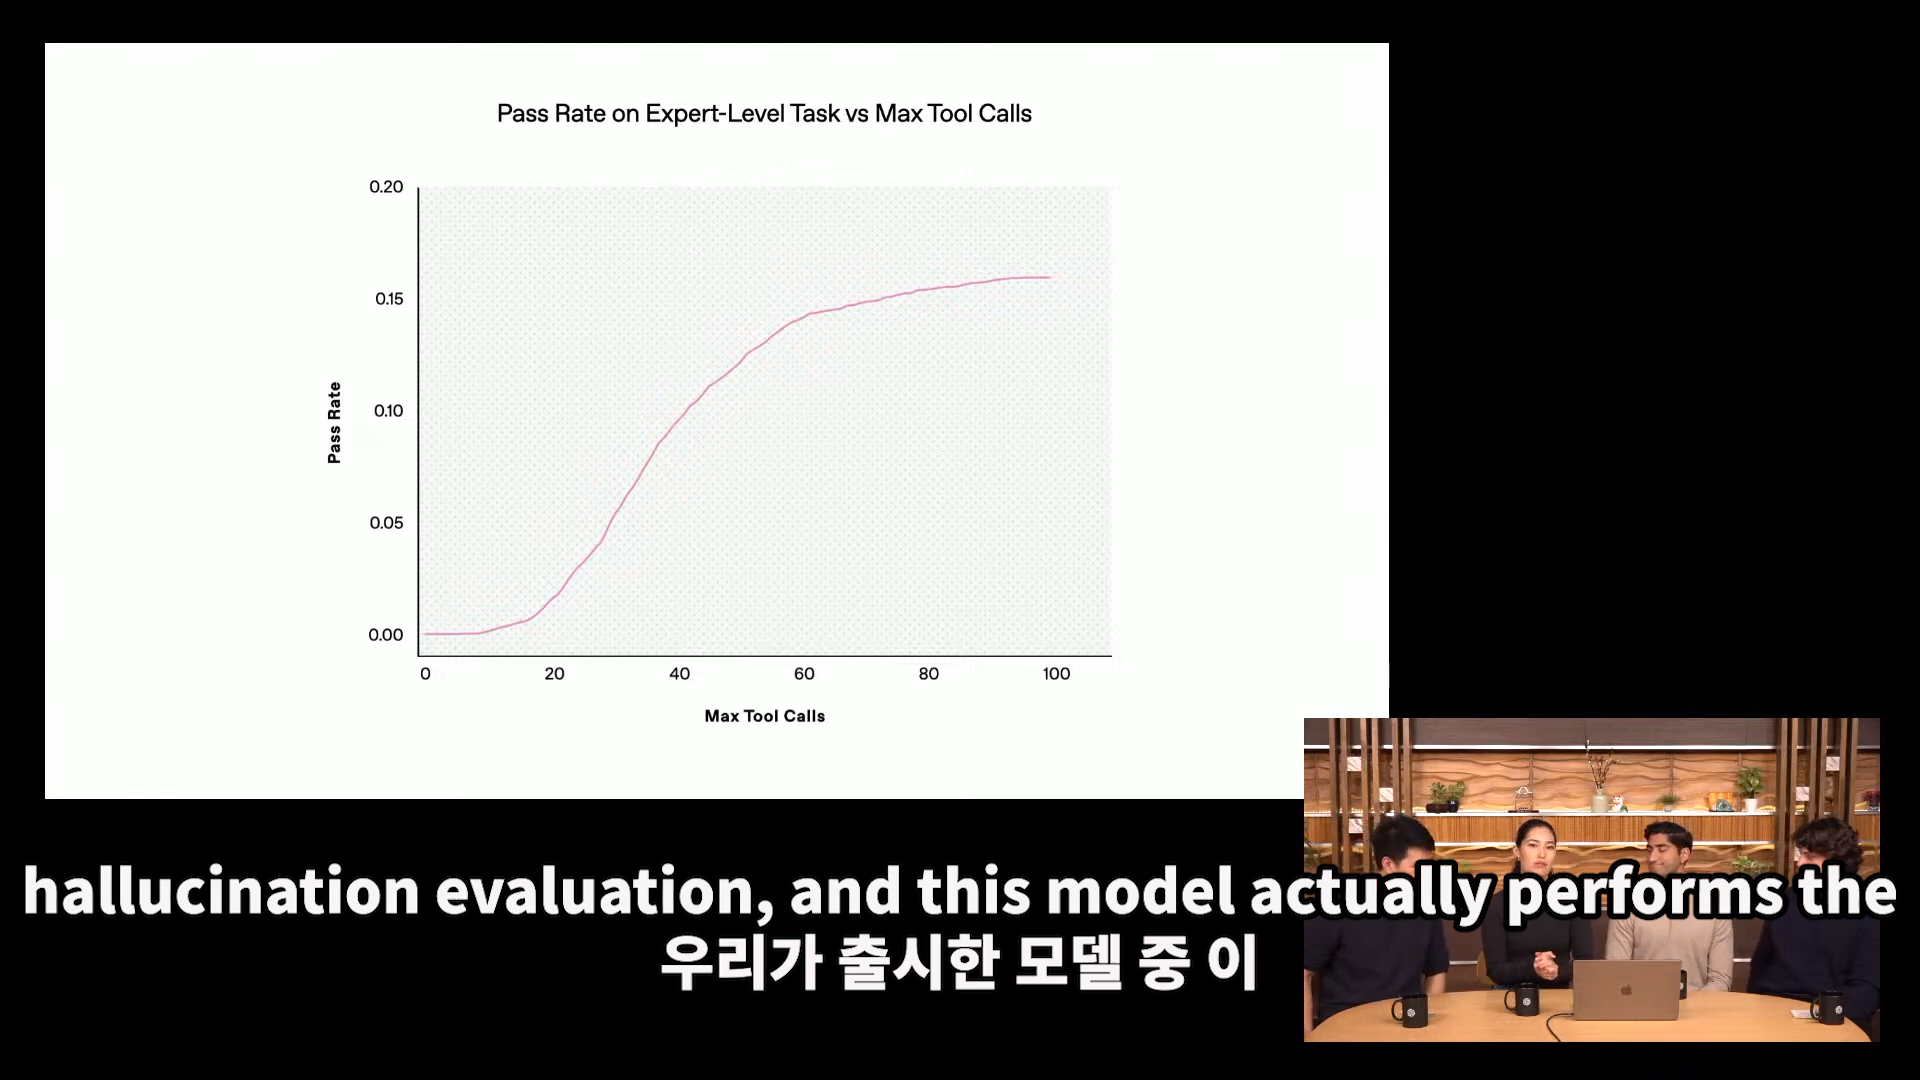 Pass Rate on Expert-Level Task vs Max Tool Calls
0.20
0.15
0.10
0.05
0.00
Pass Rate
0
20
40
60
80
100
Max Tool Calls
hallucination evaluation, and this model actually performs the
우리가 출시한 모델 중 이